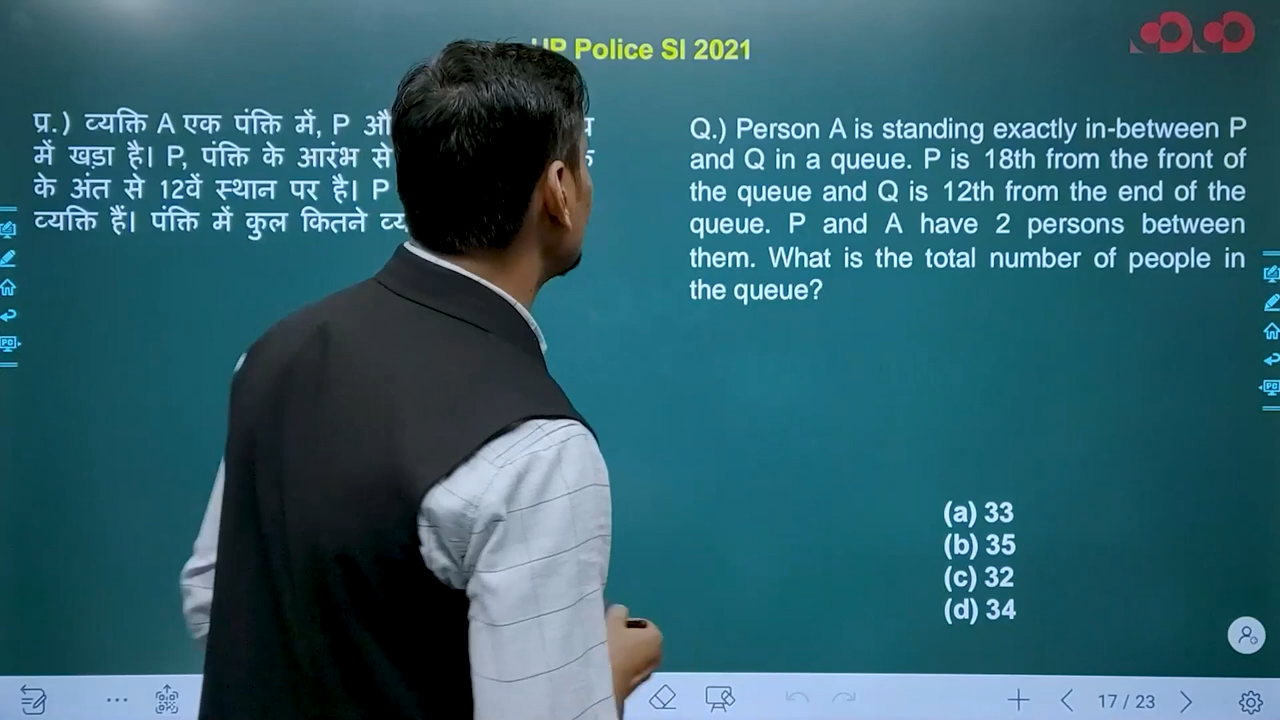 UP Police SI 2021
प्र.) व्यक्ति A एक पंक्ति में, P
में खड़ा है। P, पंक्ति के आरंभ से
के अंत से 12वें स्थान पर है। P
व्यक्ति हैं। पंक्ति में कुल कितने
Q.) Person A is standing exactly in-between P
and Q in a queue. P is 18th from the front of
the queue and Q is 12th from the end of the
queue. P and A have 2 persons between
them. What is the total number of people in
the queue?
(a) 33
(b) 35
(c) 32
(d) 34
17 / 23